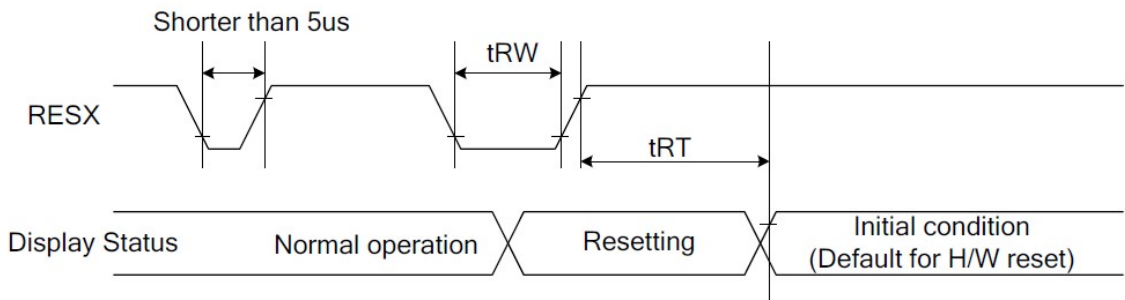 Shorter than 5us
tRW
RESX
tRT
Display Status
Normal operation
Resetting
Initial condition
(Default for H/W reset)